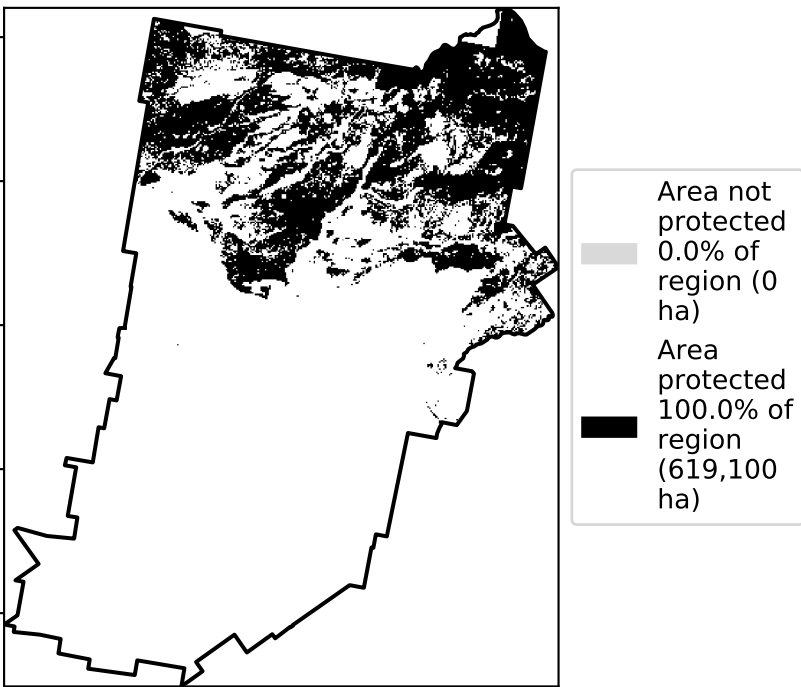 Area not
protected
0.0% of
region (0
ha)
Area
protected
100.0% of
region
(619,100
ha)